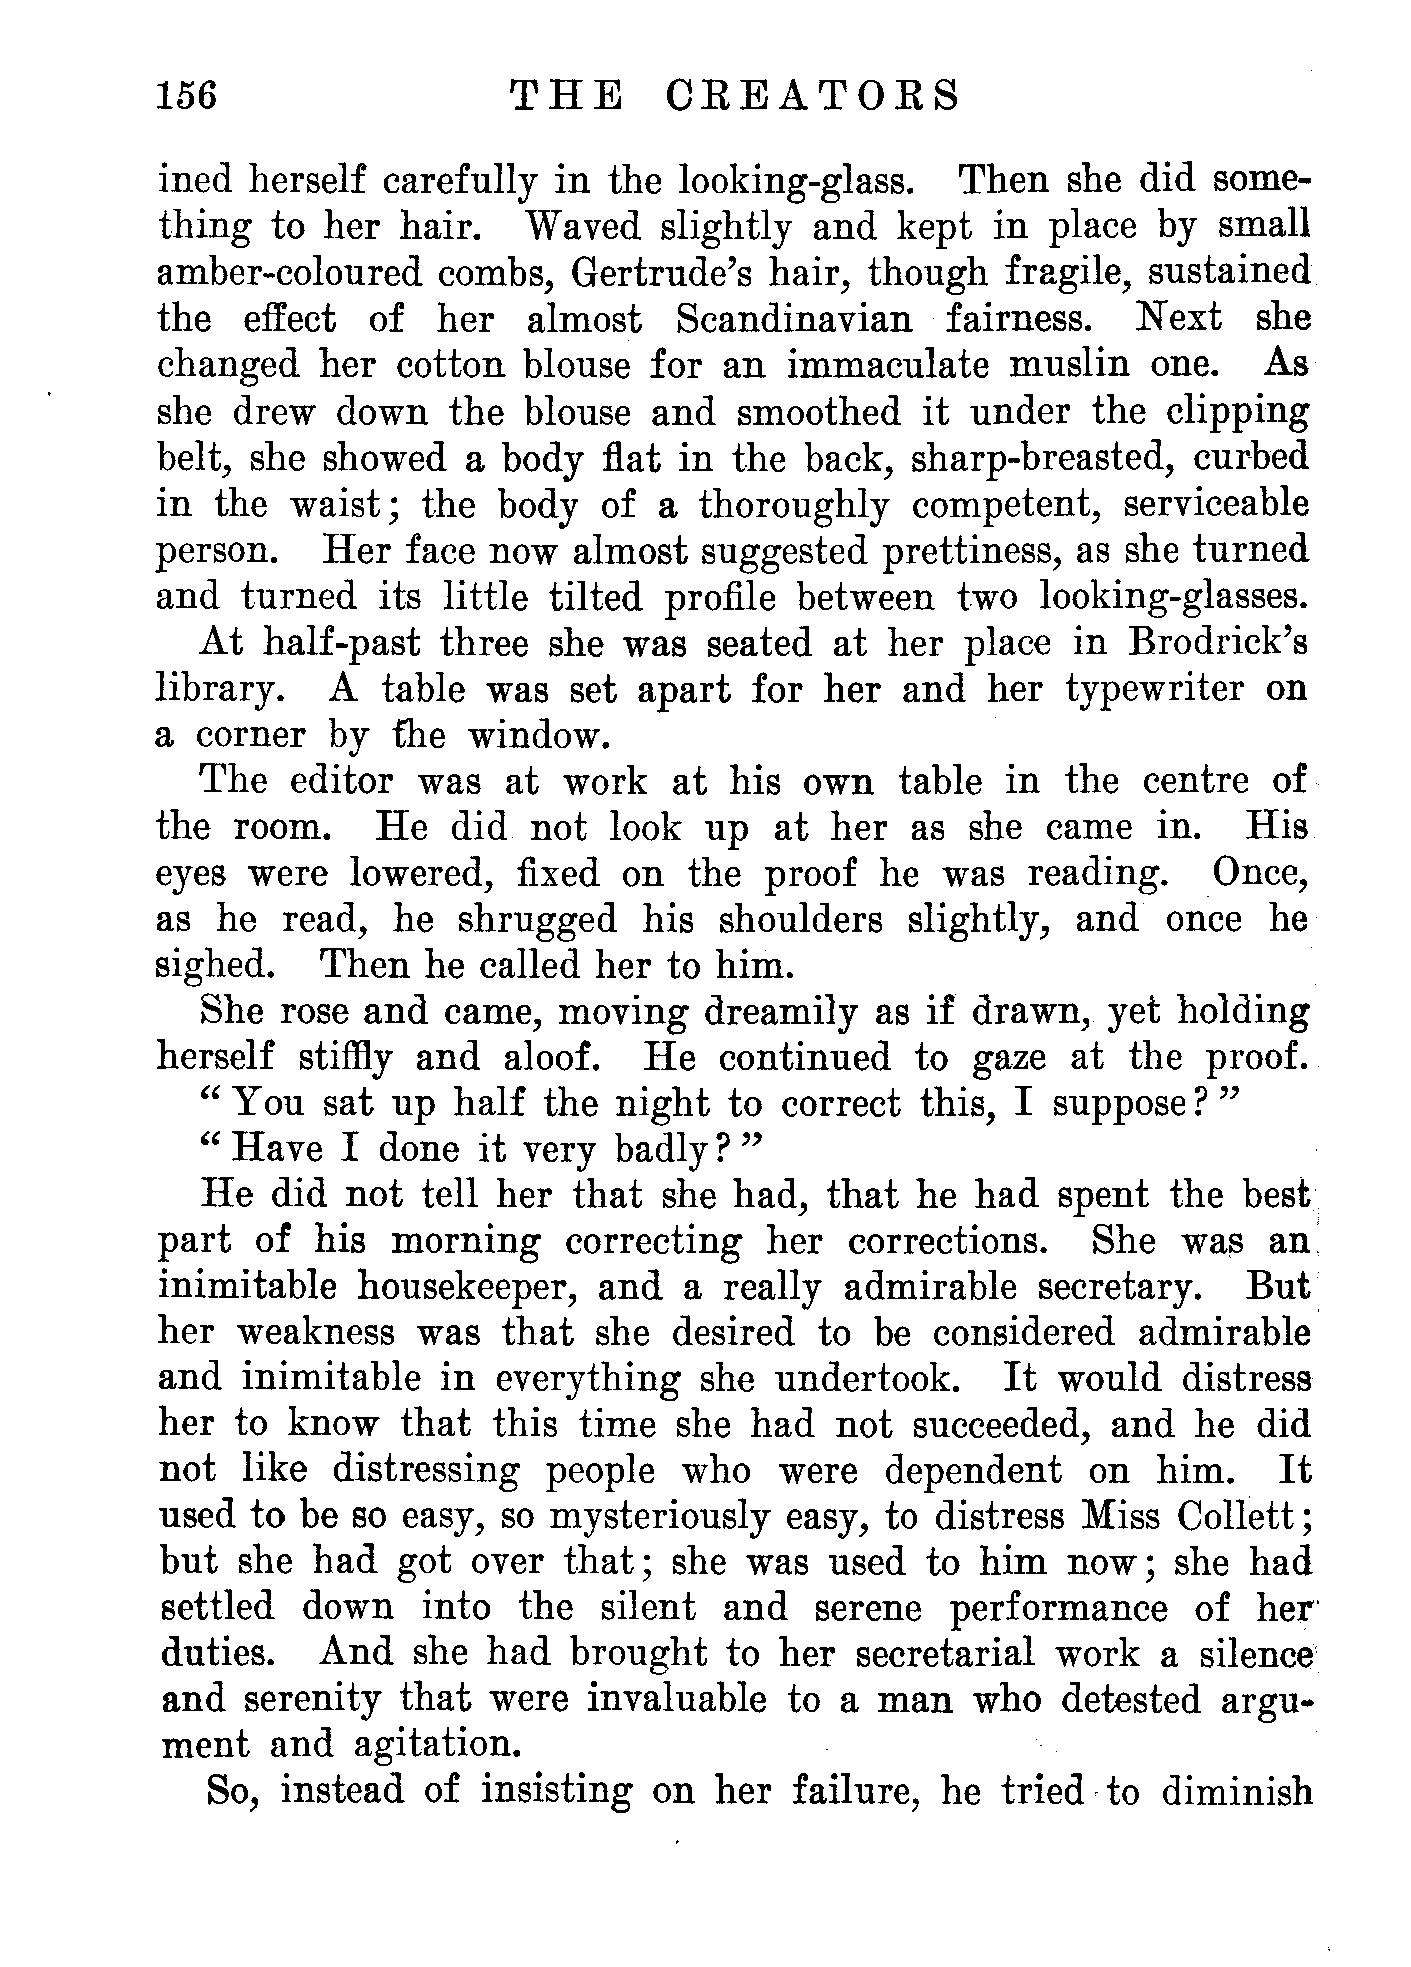 156 THE CREATORS
ined herself carefully in the looking-glass. Then she did some-
thing to her hair. Waved slightly and kept in place by small
amber-coloured combs, Gertrude's hair, though fragile, sustained
the effect of her almost Scandinavian fairness. Next she
changed her cotton blouse for an immaculate muslin one. As
she drew down the blouse and smoothed it under the clipping
belt, she showed a body flat in the back, sharp-breasted, curbed
in the waist; the body of a thoroughly competent, serviceable
person. Her face now almost suggested prettiness, as she turned
and turned its little tilted profile between two looking-glasses.
At half-past three she was seated at her place in Brodrick's
library. A table was set apart for her and her typewriter on
a corner by the window.
The editor was at work at his own table in the centre of
the room. He did not look up at her as she came in. His
eyes were lowered, fixed on the proof he was reading. Once,
as he read, he shrugged his shoulders slightly, and once he
sighed. Then he called her to him.
She rose and came, moving dreamily as if drawn, yet holding
herself stiffly and aloof. He continued to gaze at the proof.
"You sat up half the night to correct this, I suppose?"
"Have I done it very badly?"
He did not tell her that she had, that he had spent the best
part of his morning correcting her corrections. She was an
inimitable housekeeper, and a really admirable secretary. But
her weakness was that she desired to be considered admirable
and inimitable in everything she undertook. It would distress
her to know that this time she had not succeeded, and he did
not like distressing people who were dependent on him. It
used to be so easy, so mysteriously easy, to distress Miss Collett;
but she had got over that; she was used to him now; she had
settled down into the silent and serene performance of her
duties. And she had brought to her secretarial work a silence
and serenity that were invaluable to a man who detested argu-
ment and agitation.
So, instead of insisting on her failure, he tried to diminish